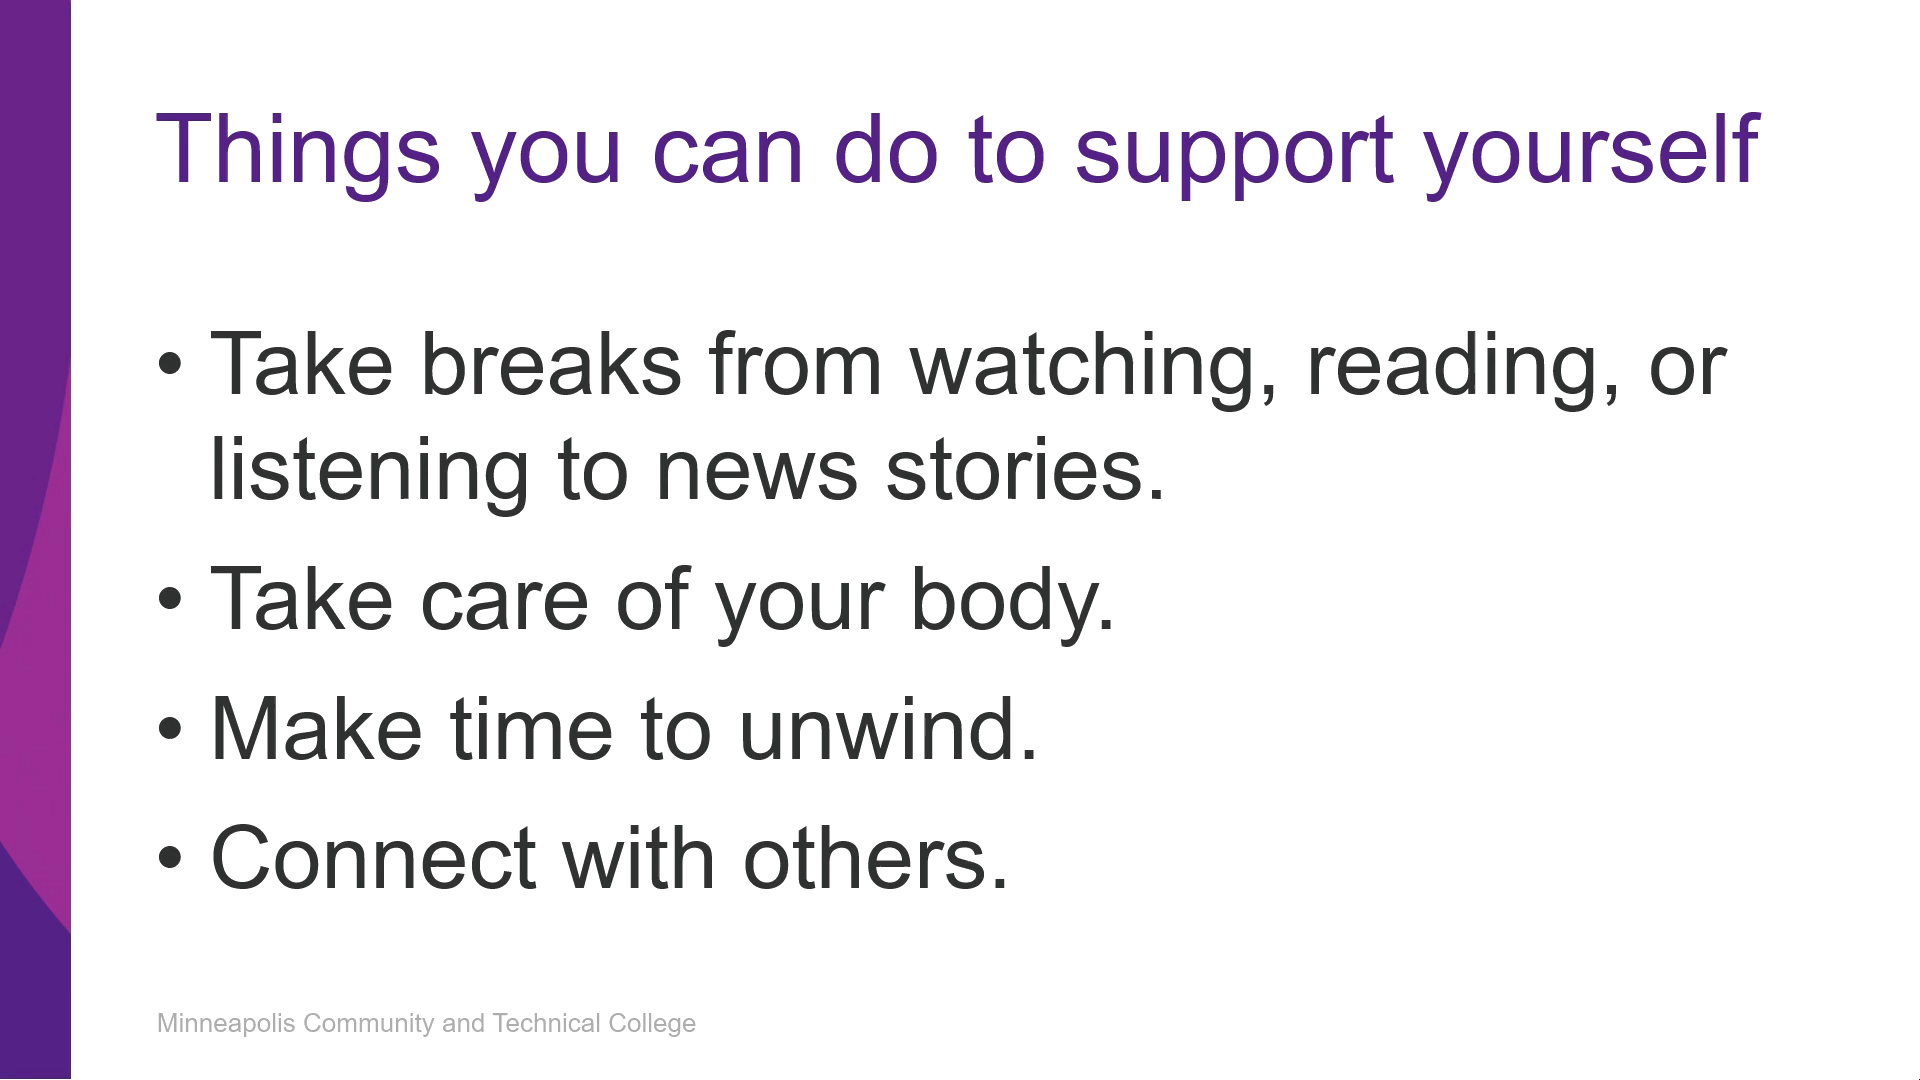 Things you can do to support yourself
• Take breaks from watching, reading, or
listening to news stories.
• Take care of your body.
• Make time to unwind.
• Connect with others.
Minneapolis Community and Technical College